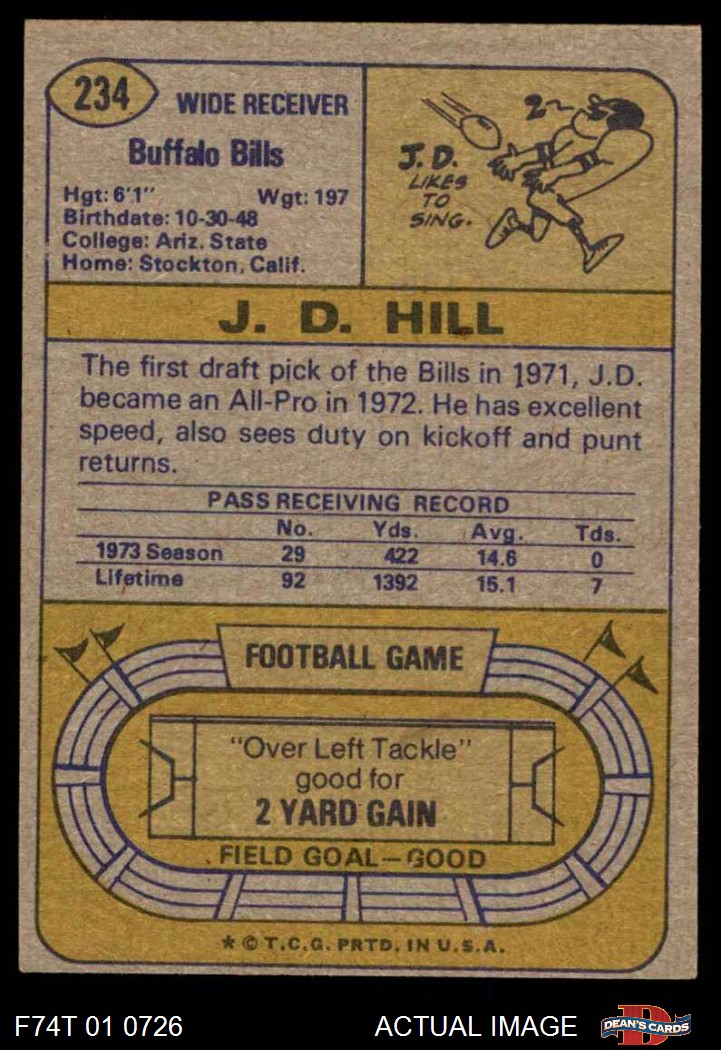 234
WIDE RECEIVER
Buffalo Bills
Hgt: 6'1" Wgt: 197
Birthdate: 10-30-48
College: Ariz. State
Home: Stockton, Calif.
J.D.
LIKES
TO
SING.
J. D. HILL
The first draft pick of the Bills in 1971, J.D.
became an All-Pro in 1972. He has excellent
speed, also sees duty on kickoff and punt
returns.
PASS RECEIVING RECORD
No. Yds. Avg. Tds.
1973 Season 29 422 14.6 0
Lifetime 92 1392 15.1 7
FOOTBALL GAME
"Over Left Tackle"
good for
2 YARD GAIN
FIELD GOAL—GOOD
* © T.C.G. PRTD. IN U.S.A.
F74T 01 0726 ACTUAL IMAGE
D
DEAN'S CARDS